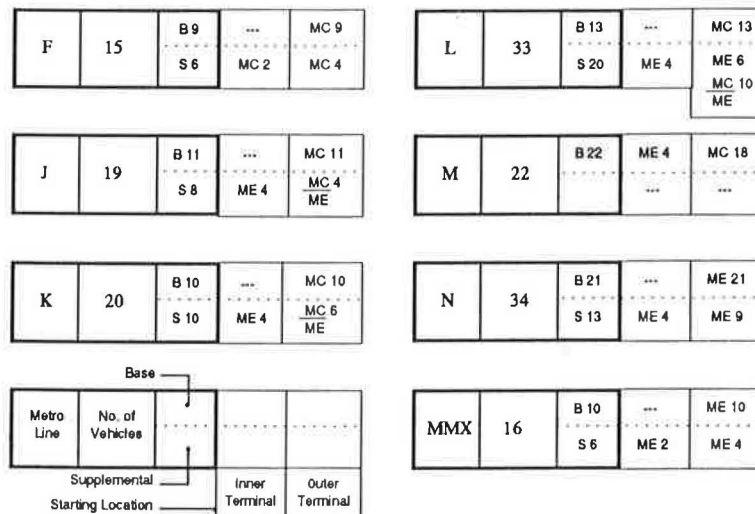 F 15 B 9 --- MC 9
S 6 MC 2 MC 4
L 33 B 13 --- MC 13
S 20 ME 4 ME 6
MC 10
ME
J 19 B 11 --- MC 11
S 8 ME 4 MC 4
ME
M 22 B 22 ME 4 MC 18
--- ---
K 20 B 10 --- MC 10
S 10 ME 4 MC 6
ME
N 34 B 21 --- ME 21
S 13 ME 4 ME 9
Base
Metro Line
No. of Vehicles
Supplemental
Starting Location
Inner Terminal
Outer Terminal
MMX 16 B 10 --- ME 10
S 6 ME 2 ME 4